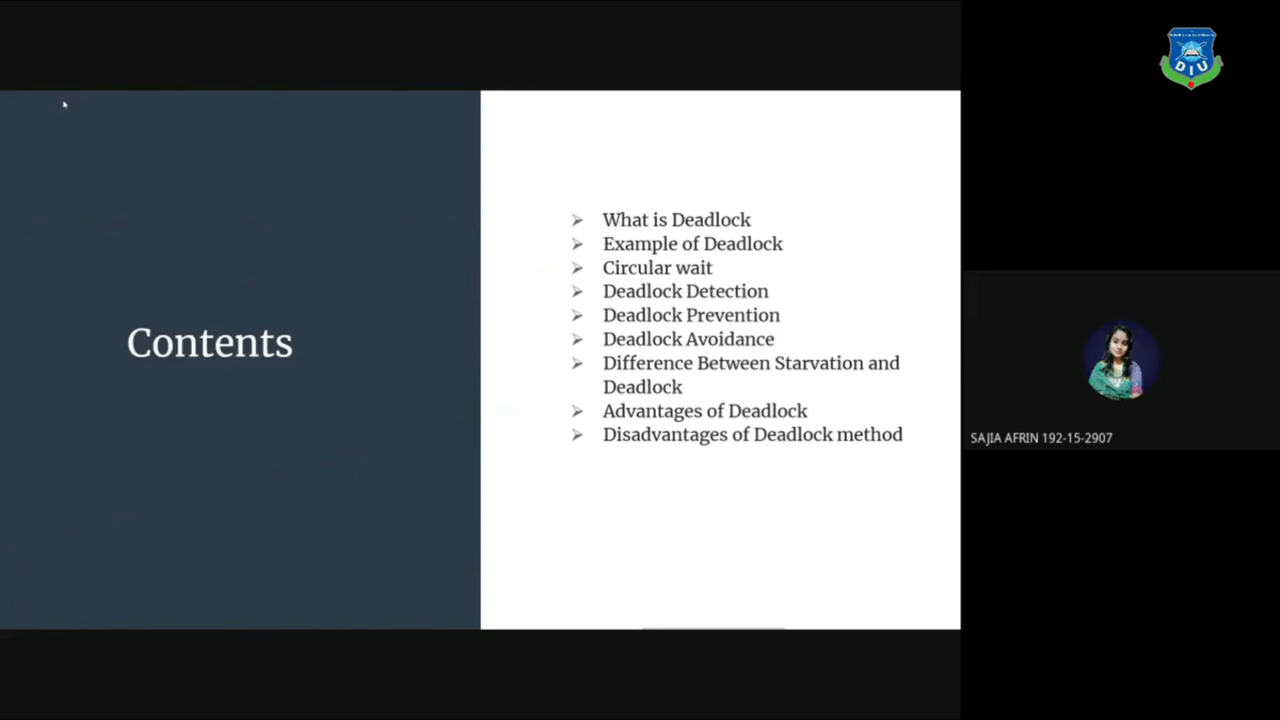 Contents
What is Deadlock
Example of Deadlock
Circular wait
Deadlock Detection
Deadlock Prevention
Deadlock Avoidance
Difference Between Starvation and
Deadlock
Advantages of Deadlock
Disadvantages of Deadlock method
DIU
SAJIA AFRIN 192-15-2907